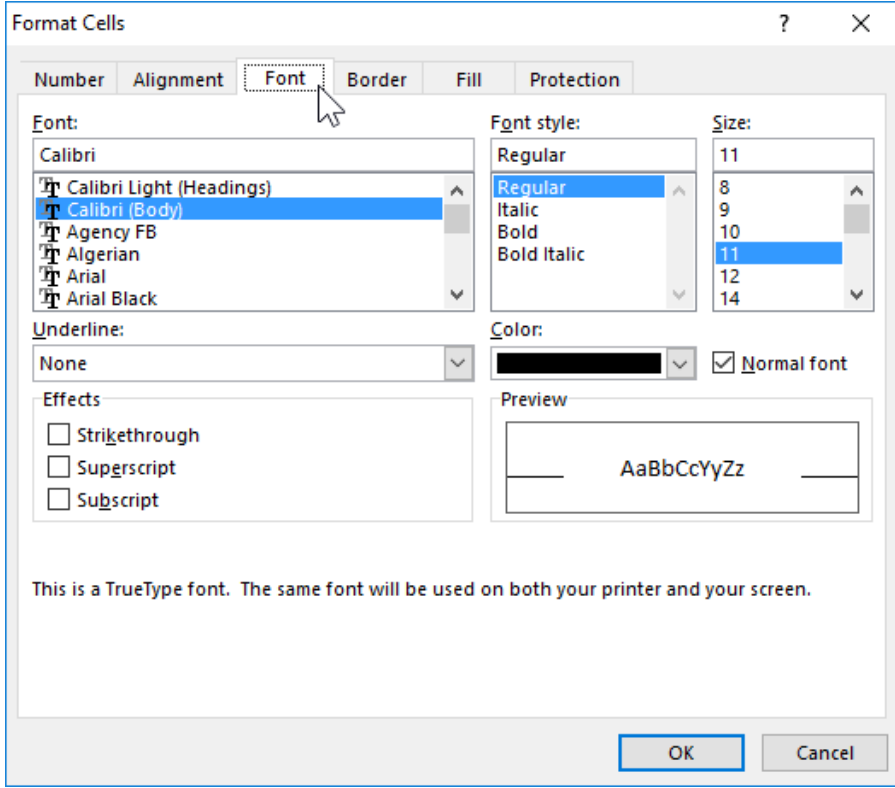 Format Cells ?
Number Alignment Font Border Fill Protection
Font: Font style: Size:
Calibri Regular 11
Calibri Light (Headings) Regular 8
Calibri (Body) Italic 9
Agency FB Bold 10
Algerian Bold Italic 11
Arial 12
Arial Black 14
Underline: Color:
None Normal font
Effects Preview
Strikethrough
Superscript AaBbCcYyZz
Subscript
This is a TrueType font. The same font will be used on both your printer and your screen.
OK Cancel